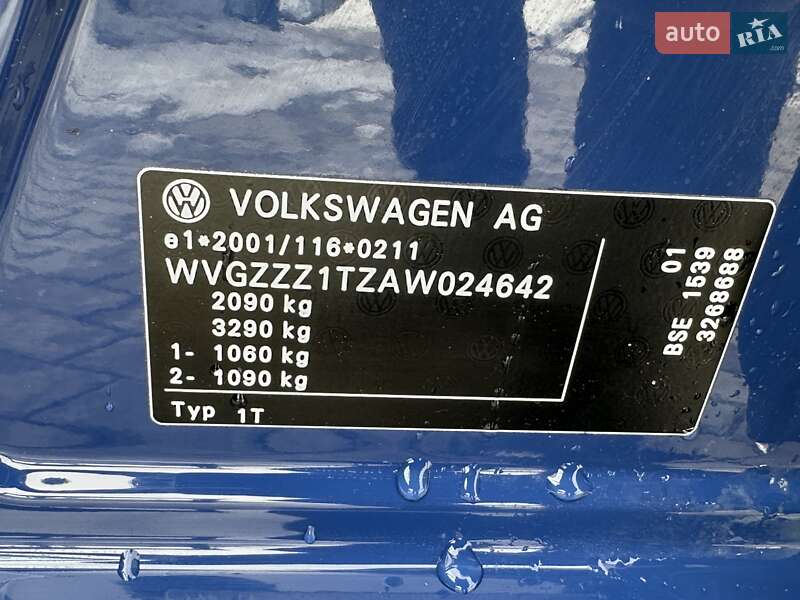 auto RIA.com
VOLKSWAGEN AG
e1*2001/116*0211
WVGZZZ1TZAW024642
2090 kg
3290 kg
1- 1060 kg
2- 1090 kg
Typ 1T
01
BSE 1539
3268688